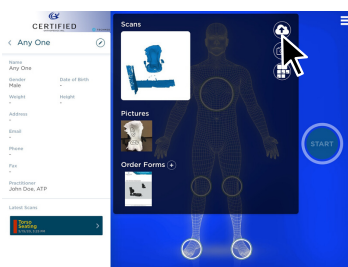 CERTIFIED
Any One
Name
Any One
Gender
Male
Date of Birth
-
Weight
-
Height
-
Address
-
Email
-
Phone
-
Fax
-
Practitioner
John Doe, ATP
Latest Scans
Torso
Seating
Scans
Pictures
Order Forms
START